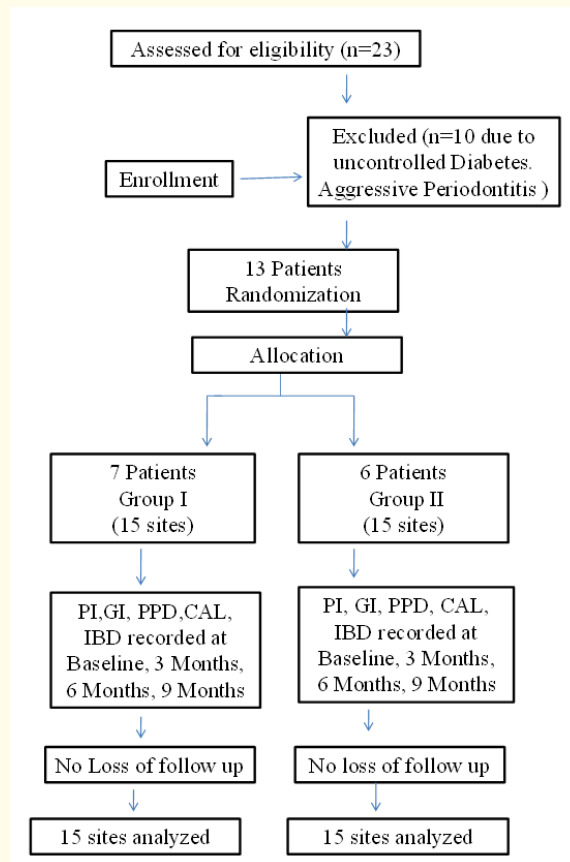 Assessed for eligibility (n=23)
Excluded (n=10 due to
uncontrolled Diabetes.
Aggressive Periodontitis )
Enrollment
13 Patients
Randomization
Allocation
7 Patients
Group I
(15 sites)
6 Patients
Group II
(15 sites)
PI,GI, PPD,CAL,
IBD recorded at
Baseline, 3 Months,
6 Months, 9 Months
PI, GI, PPD, CAL,
IBD recorded at
Baseline, 3 Months,
6 Months, 9 Months
No Loss of follow up
No loss of follow up
15 sites analyzed
15 sites analyzed